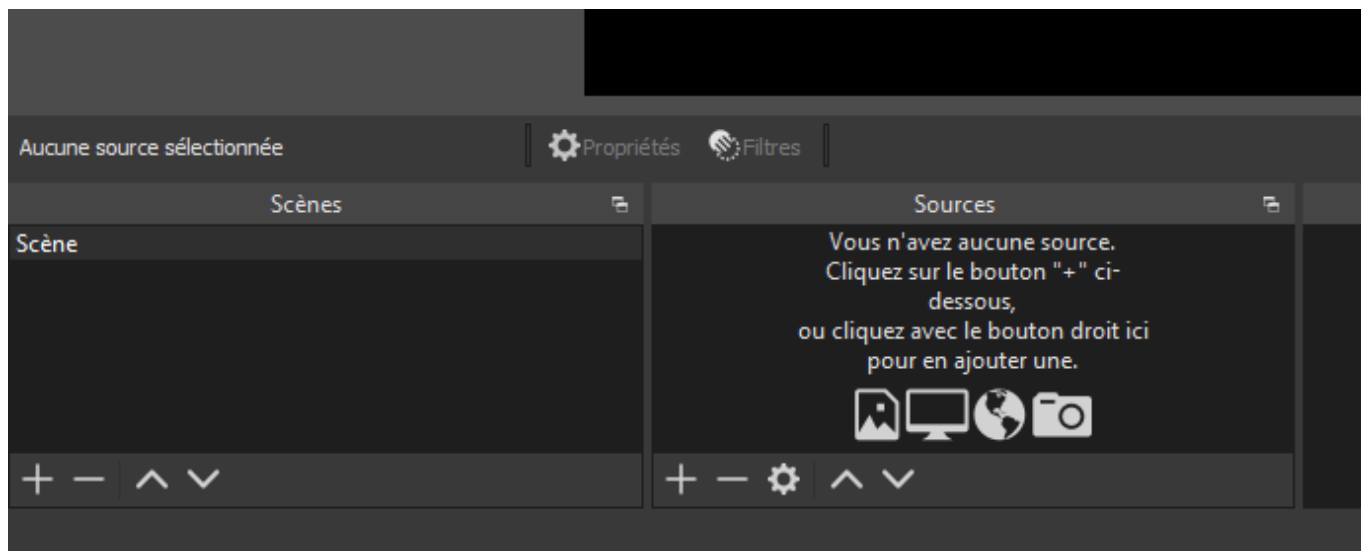 Aucune source sélectionnée
Propriétés
Filtres
Scènes
Sources
Scène
Vous n'avez aucune source.
Cliquez sur le bouton "+" ci-
dessous,
ou cliquez avec le bouton droit ici
pour en ajouter une.